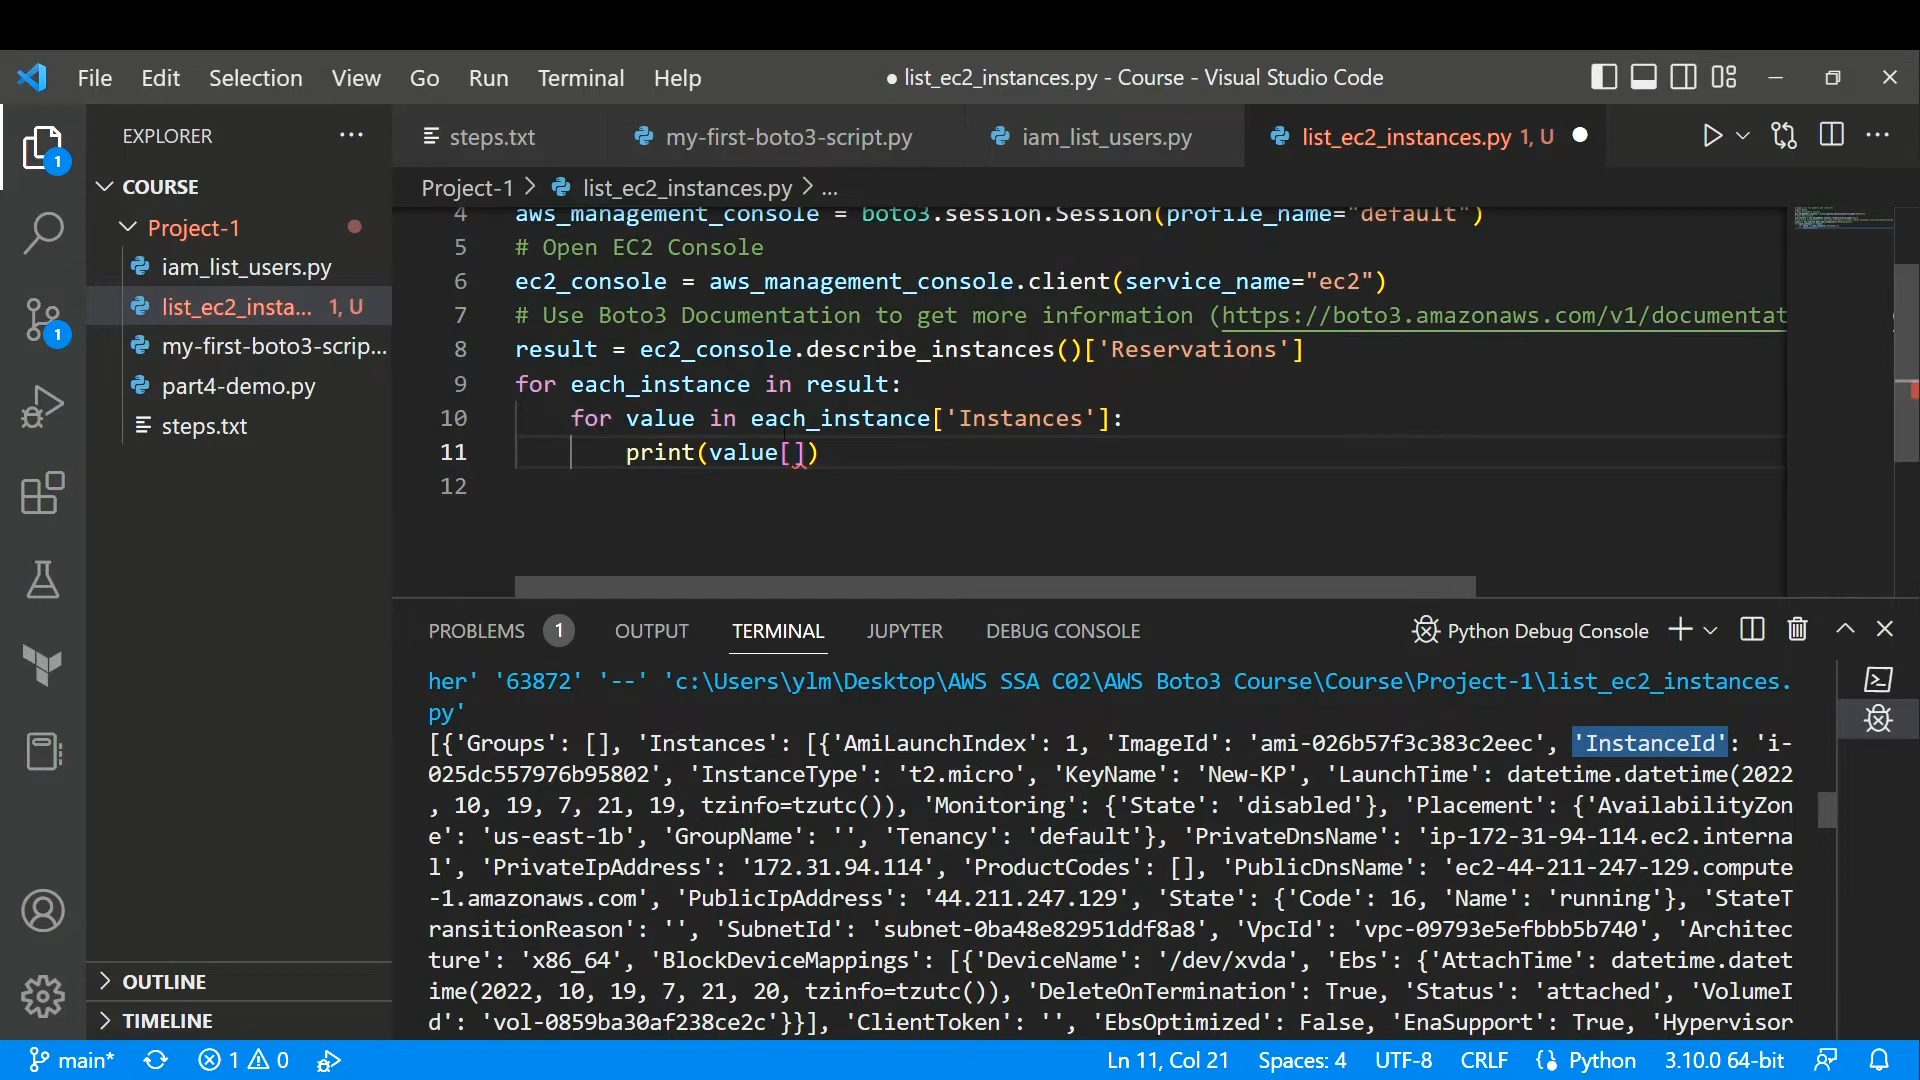 File Edit Selection View Go Run Terminal Help ● list_ec2_instances.py - Course - Visual Studio Code
EXPLORER ...
steps.txt my-first-boto3-script.py iam_list_users.py list_ec2_instances.py 1, U
COURSE
Project-1 > list_ec2_instances.py > ...
Project-1
iam_list_users.py
list_ec2_insta... 1, U
my-first-boto3-scrip...
part4-demo.py
steps.txt
4 aws_management_console = boto3.session.Session(profile_name="default")
5 # Open EC2 Console
6 ec2_console = aws_management_console.client(service_name="ec2")
7 # Use Boto3 Documentation to get more information (https://boto3.amazonaws.com/v1/documentat
8 result = ec2_console.describe_instances()['Reservations']
9 for each_instance in result:
10 for value in each_instance['Instances']:
11 print(value[])
12
PROBLEMS 1 OUTPUT TERMINAL JUPYTER DEBUG CONSOLE Python Debug Console
her' '63872' '--' 'c:\Users\ylm\Desktop\AWS SSA C02\AWS Boto3 Course\Course\Project-1\list_ec2_instances.
py'
[{'Groups': [], 'Instances': [{'AmiLaunchIndex': 1, 'ImageId': 'ami-026b57f3c383c2eec', 'InstanceId': 'i-
025dc557976b95802', 'InstanceType': 't2.micro', 'KeyName': 'New-KP', 'LaunchTime': datetime.datetime(2022
, 10, 19, 7, 21, 19, tzinfo=tzutc()), 'Monitoring': {'State': 'disabled'}, 'Placement': {'AvailabilityZon
e': 'us-east-1b', 'GroupName': '', 'Tenancy': 'default'}, 'PrivateDnsName': 'ip-172-31-94-114.ec2.interna
l', 'PrivateIpAddress': '172.31.94.114', 'ProductCodes': [], 'PublicDnsName': 'ec2-44-211-247-129.compute
-1.amazonaws.com', 'PublicIpAddress': '44.211.247.129', 'State': {'Code': 16, 'Name': 'running'}, 'StateT
ransitionReason': '', 'SubnetId': 'subnet-0ba48e82951ddf8a8', 'VpcId': 'vpc-09793e5efbbb5b740', 'Architec
ture': 'x86_64', 'BlockDeviceMappings': [{'DeviceName': '/dev/xvda', 'Ebs': {'AttachTime': datetime.datet
ime(2022, 10, 19, 7, 21, 20, tzinfo=tzutc()), 'DeleteOnTermination': True, 'Status': 'attached', 'VolumeI
d': 'vol-0859ba30af238ce2c'}}], 'ClientToken': '', 'EbsOptimized': False, 'EnaSupport': True, 'Hypervisor
1
1
OUTLINE
TIMELINE
main* 1 0 Ln 11, Col 21 Spaces: 4 UTF-8 CRLF Python 3.10.0 64-bit